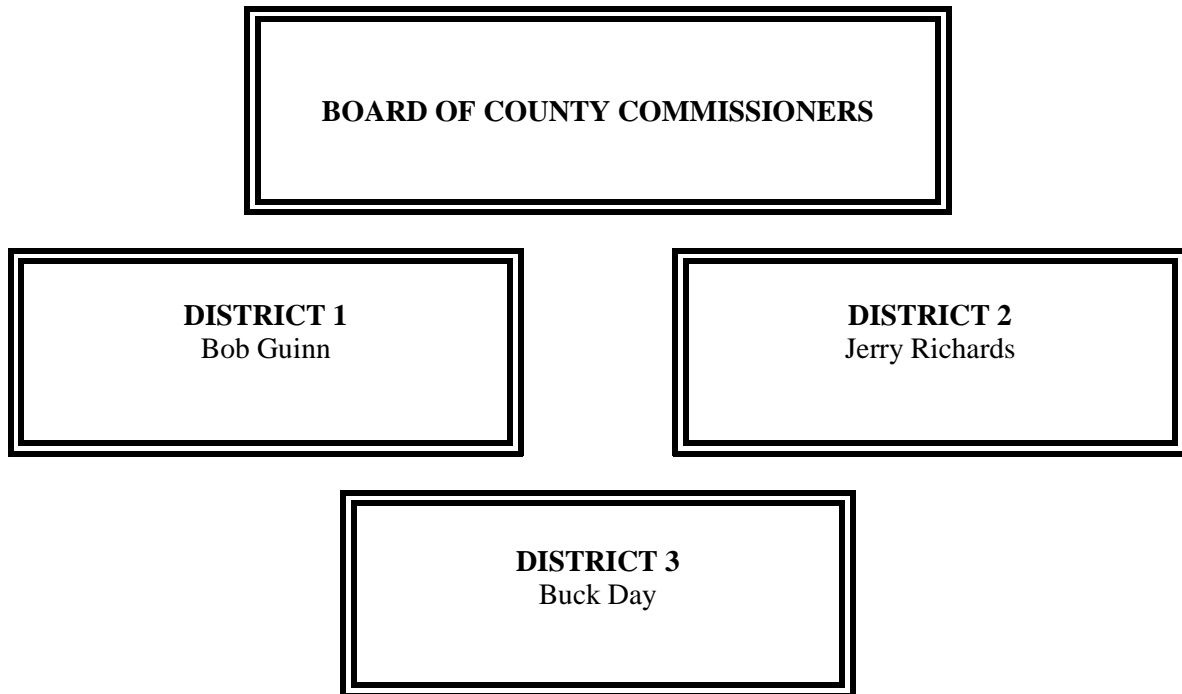 BOARD OF COUNTY COMMISSIONERS
DISTRICT 1
Bob Guinn
DISTRICT 2
Jerry Richards
DISTRICT 3
Buck Day